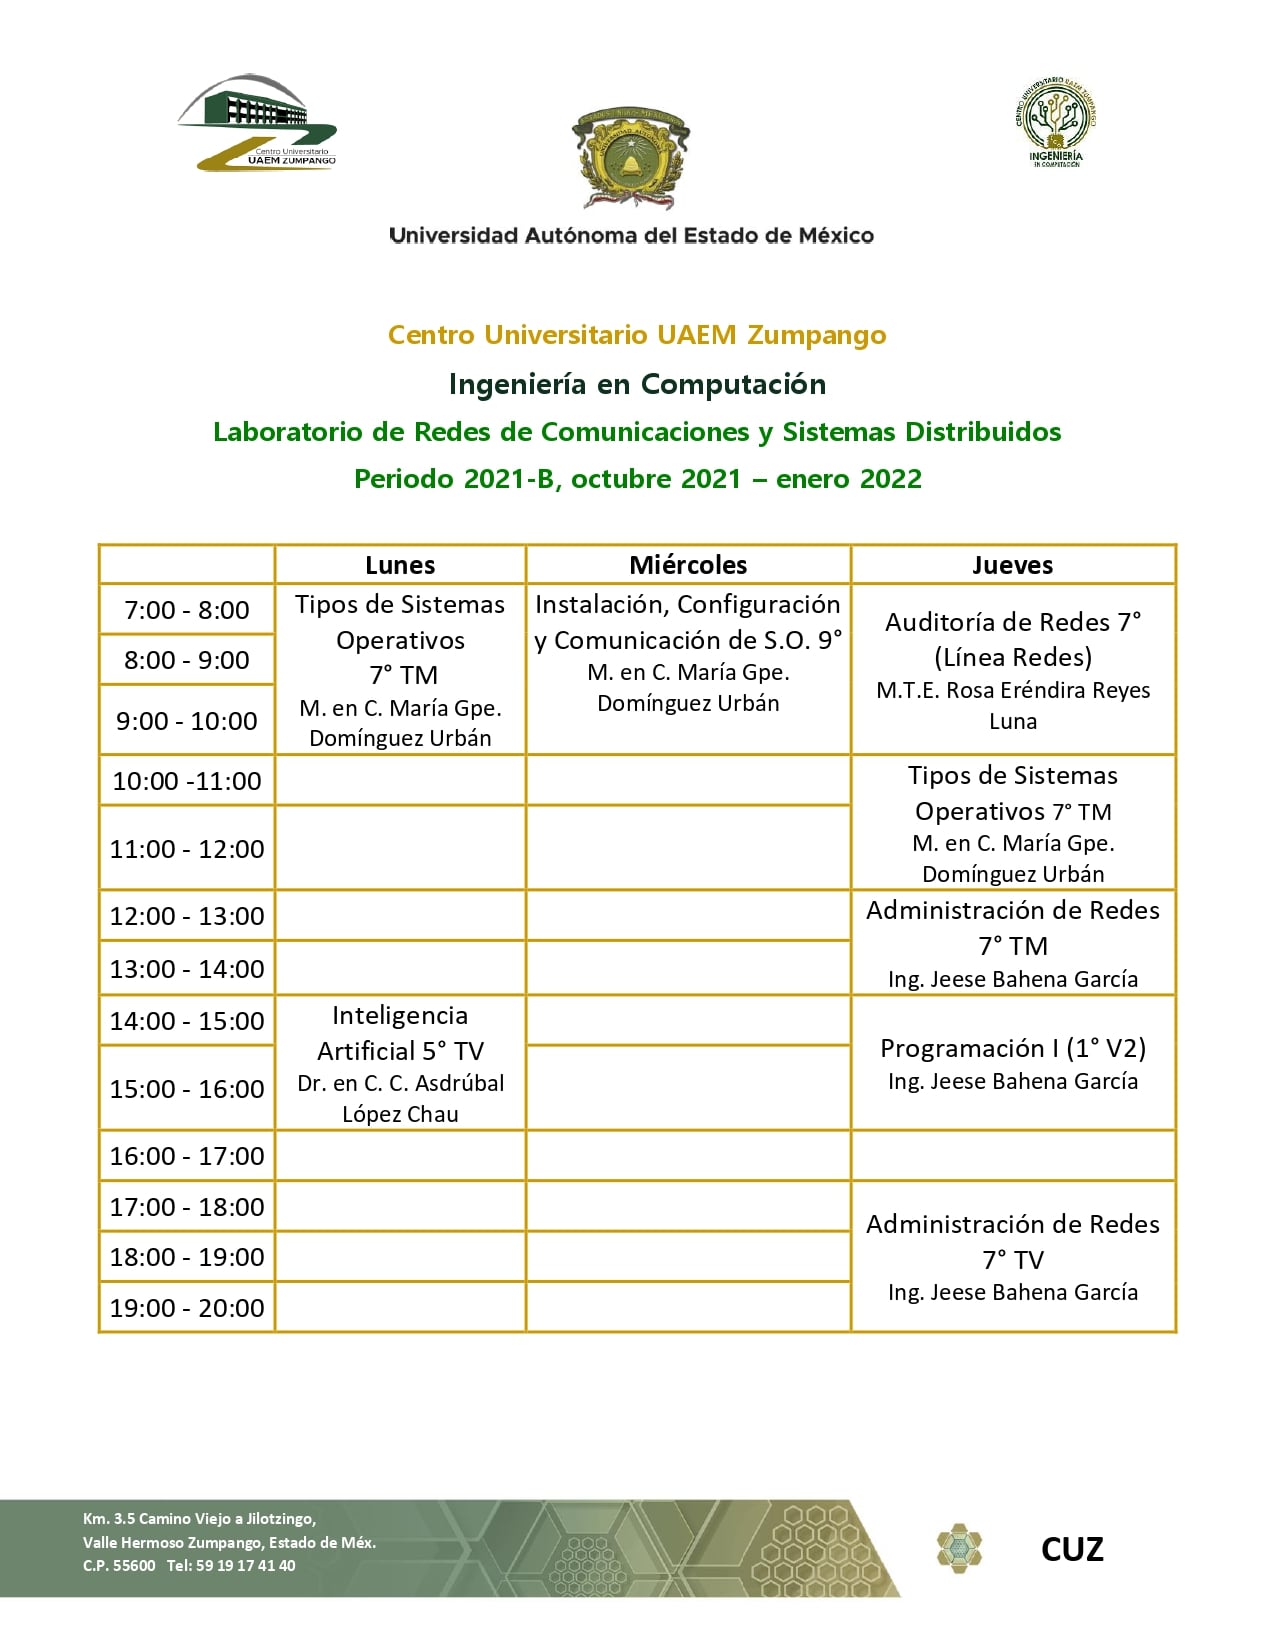 Centro Universitario
UAEM ZUMPANGO
UNIVERSIDAD AUTÓNOMA
CENTRO UNIVERSITARIO UAEM ZUMPANGO
INGENIERÍA
EN COMPUTACIÓN
Universidad Autónoma del Estado de México
Centro Universitario UAEM Zumpango
Ingeniería en Computación
Laboratorio de Redes de Comunicaciones y Sistemas Distribuidos
Periodo 2021-B, octubre 2021 – enero 2022
Lunes
Miércoles
Jueves
7:00 - 8:00
8:00 - 9:00
9:00 - 10:00
Tipos de Sistemas
Operativos
7° TM
M. en C. María Gpe.
Domínguez Urbán
Instalación, Configuración
y Comunicación de S.O. 9°
M. en C. María Gpe.
Domínguez Urbán
Auditoría de Redes 7°
(Línea Redes)
M.T.E. Rosa Eréndira Reyes
Luna
10:00 -11:00
11:00 - 12:00
Tipos de Sistemas
Operativos 7° TM
M. en C. María Gpe.
Domínguez Urbán
12:00 - 13:00
13:00 - 14:00
Administración de Redes
7° TM
Ing. Jeese Bahena García
14:00 - 15:00
15:00 - 16:00
Inteligencia
Artificial 5° TV
Dr. en C. C. Asdrúbal
López Chau
Programación I (1° V2)
Ing. Jeese Bahena García
16:00 - 17:00
17:00 - 18:00
18:00 - 19:00
19:00 - 20:00
Administración de Redes
7° TV
Ing. Jeese Bahena García
Km. 3.5 Camino Viejo a Jilotzingo,
Valle Hermoso Zumpango, Estado de Méx.
C.P. 55600 Tel: 59 19 17 41 40
CUZ